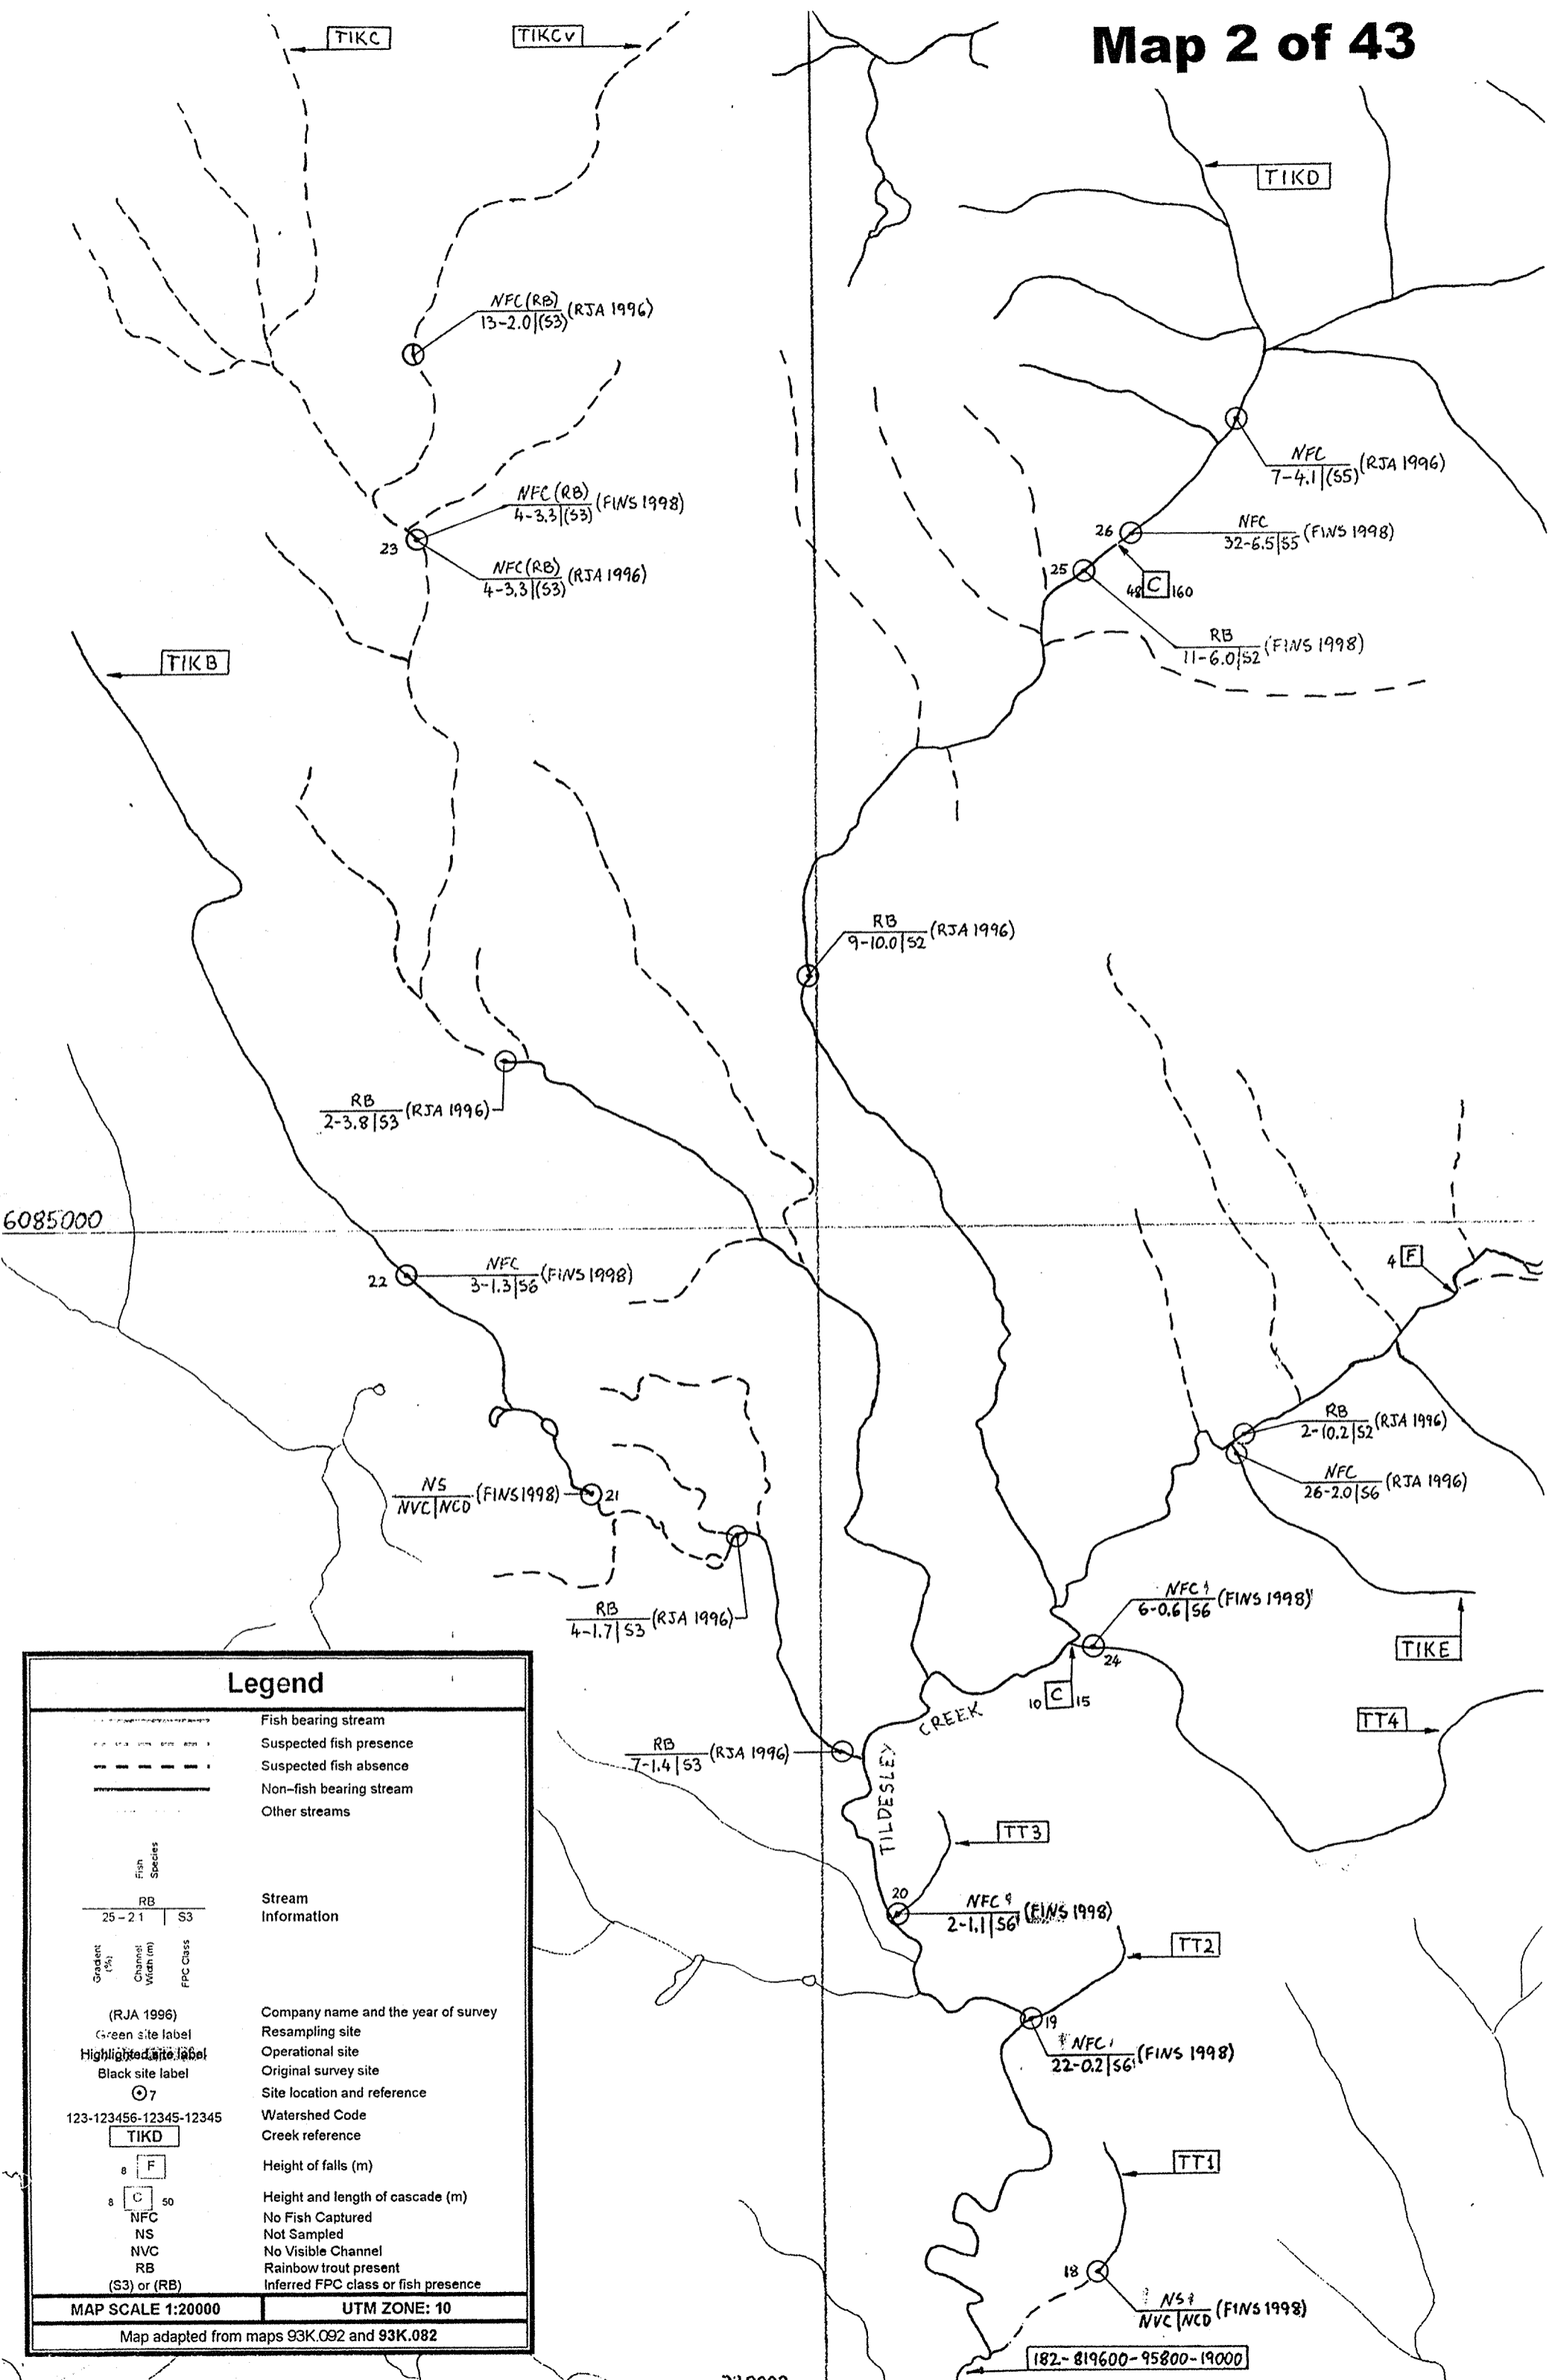 Map 2 of 43
TIKC
TIKCv
TIKD
NFC (RB)
13-2.0|(S3) (RJA 1996)
NFC
7-4.1|(S5) (RJA 1996)
NFC (RB)
4-3.3|(S3) (FINS 1998)
23
NFC (RB)
4-3.3|(S3) (RJA 1996)
26
NFC
32-6.5|S5 (FINS 1998)
25
48 C 160
RB
11-6.0|S2 (FINS 1998)
TIKB
RB
9-10.0|S2 (RJA 1996)
RB
2-3.8|S3 (RJA 1996)
6085000
4 F
22
NFC
3-1.3|S6 (FINS 1998)
RB
2-10.2|S2 (RJA 1996)
NFC
26-2.0|S6 (RJA 1996)
NS
NVC|NCD (FINS 1998)
21
RB
4-1.7|S3 (RJA 1996)
NFC
6-0.6|S6 (FINS 1998)
24
TIKE
10 C 15
TT4
TILDESLEY CREEK
RB
7-1.4|S3 (RJA 1996)
TT3
20
NFC
2-1.1|S6 (FINS 1998)
TT2
19
NFC
22-0.2|S6 (FINS 1998)
TT1
18
NS
NVC|NCD (FINS 1998)
182-819600-95800-19000
Legend
Fish bearing stream
Suspected fish presence
Suspected fish absence
Non-fish bearing stream
Other streams
Fish Species
RB
25-2.1 | S3
Stream Information
Gradient (%)
Channel Width (m)
FPC Class
(RJA 1996) Company name and the year of survey
Green site label Resampling site
Highlighted site label Operational site
Black site label Original survey site
7 Site location and reference
123-123456-12345-12345 Watershed Code
TIKD Creek reference
8 F Height of falls (m)
8 C 50 Height and length of cascade (m)
NFC No Fish Captured
NS Not Sampled
NVC No Visible Channel
RB Rainbow trout present
(S3) or (RB) Inferred FPC class or fish presence
MAP SCALE 1:20000 UTM ZONE: 10
Map adapted from maps 93K.092 and 93K.082